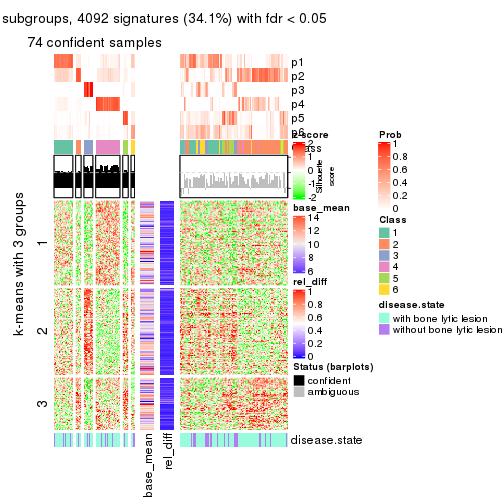 subgroups, 4092 signatures (34.1%) with fdr < 0.05
74 confident samples
p1
p2
p3
p4
p5
p6
z-score
2
-2
Silhouette
score
k-means with 3 groups
1
2
3
base_mean
14
12
10
8
6
rel_diff
1
0.8
0.6
0.4
0.2
0
Status (barplots)
confident
ambiguous
Prob
1
0.8
0.6
0.4
0.2
0
Class
1
2
3
4
5
6
disease.state
with bone lytic lesion
without bone lytic lesion
disease.state
base_mean
rel_diff